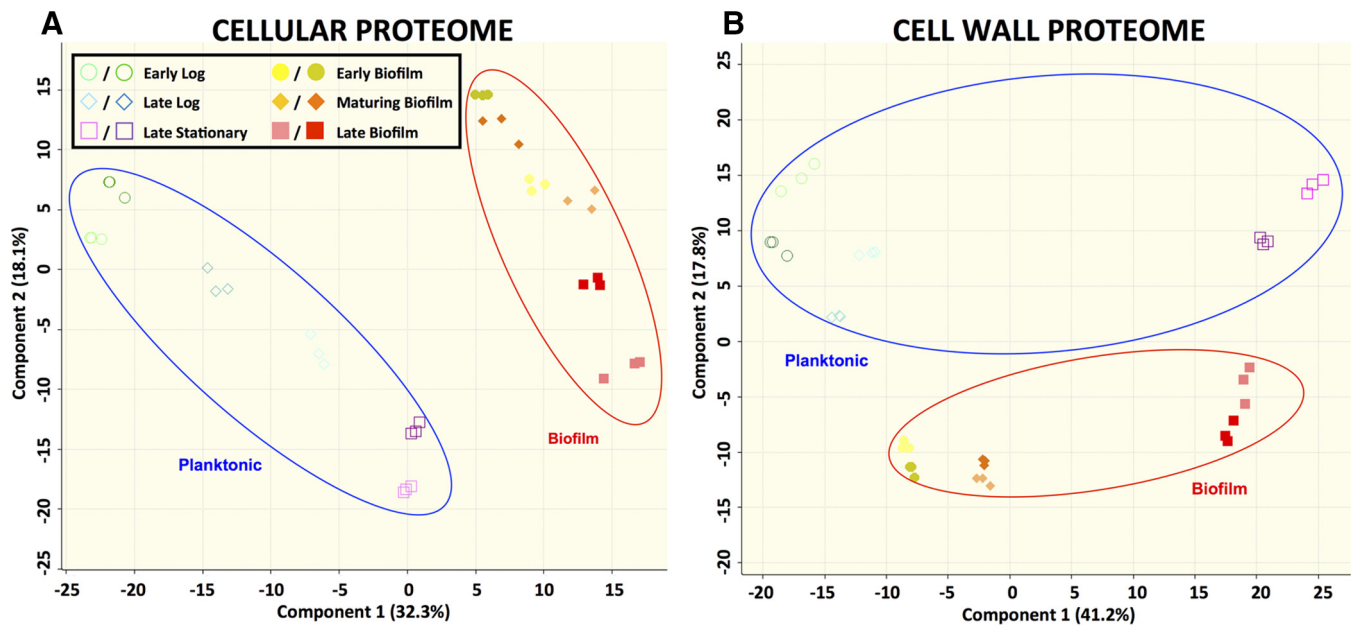 A
CELLULAR PROTEOME
/ Early Log
/ Early Biofilm
/ Late Log
/ Maturing Biofilm
/ Late Stationary
/ Late Biofilm
15
10
5
0
-5
-10
-15
-20
-25
Component 2 (18.1%)
Planktonic
Biofilm
-25 -20 -15 -10 -5 0 5 10 15
Component 1 (32.3%)
B
CELL WALL PROTEOME
25
20
15
10
5
0
-5
-10
-15
-20
Component 2 (17.8%)
Planktonic
Biofilm
-20 -15 -10 -5 0 5 10 15 20 25
Component 1 (41.2%)